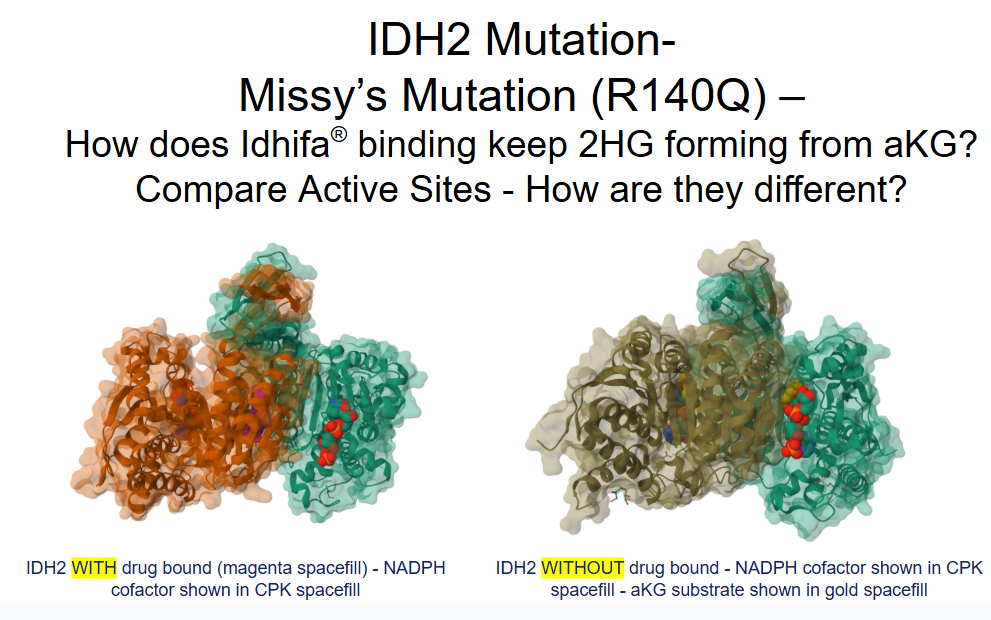 IDH2 Mutation-
Missy’s Mutation (R140Q) –
How does Idhifa® binding keep 2HG forming from aKG?
Compare Active Sites - How are they different?
IDH2 WITH drug bound (magenta spacefill) - NADPH
cofactor shown in CPK spacefill
IDH2 WITHOUT drug bound - NADPH cofactor shown in CPK
spacefill - aKG substrate shown in gold spacefill